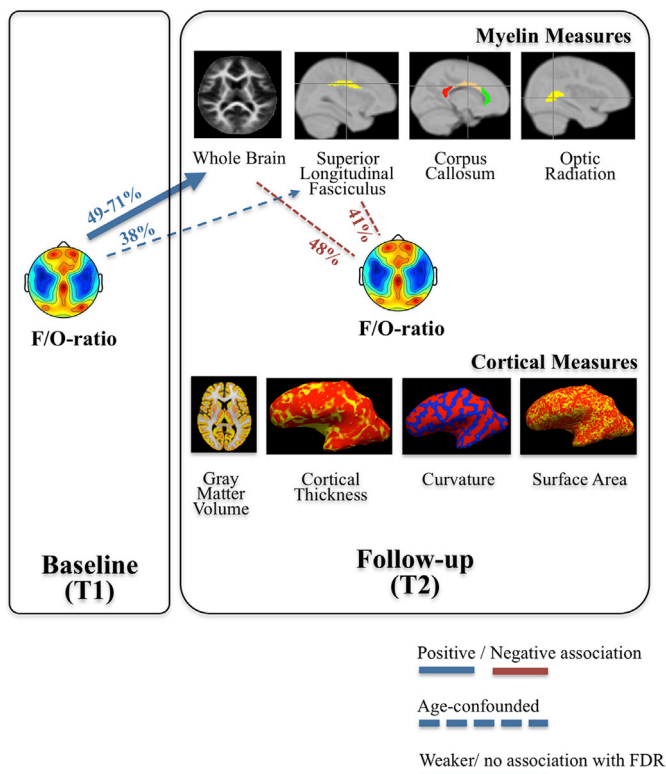 Myelin Measures
Whole Brain
Superior
Longitudinal
Fasciculus
Corpus
Callosum
Optic
Radiation
49-71%
38%
41%
48%
F/O-ratio
F/O-ratio
Cortical Measures
Gray
Matter
Volume
Cortical
Thickness
Curvature
Surface Area
Baseline
(T1)
Follow-up
(T2)
Positive / Negative association
Age-confounded
Weaker/ no association with FDR